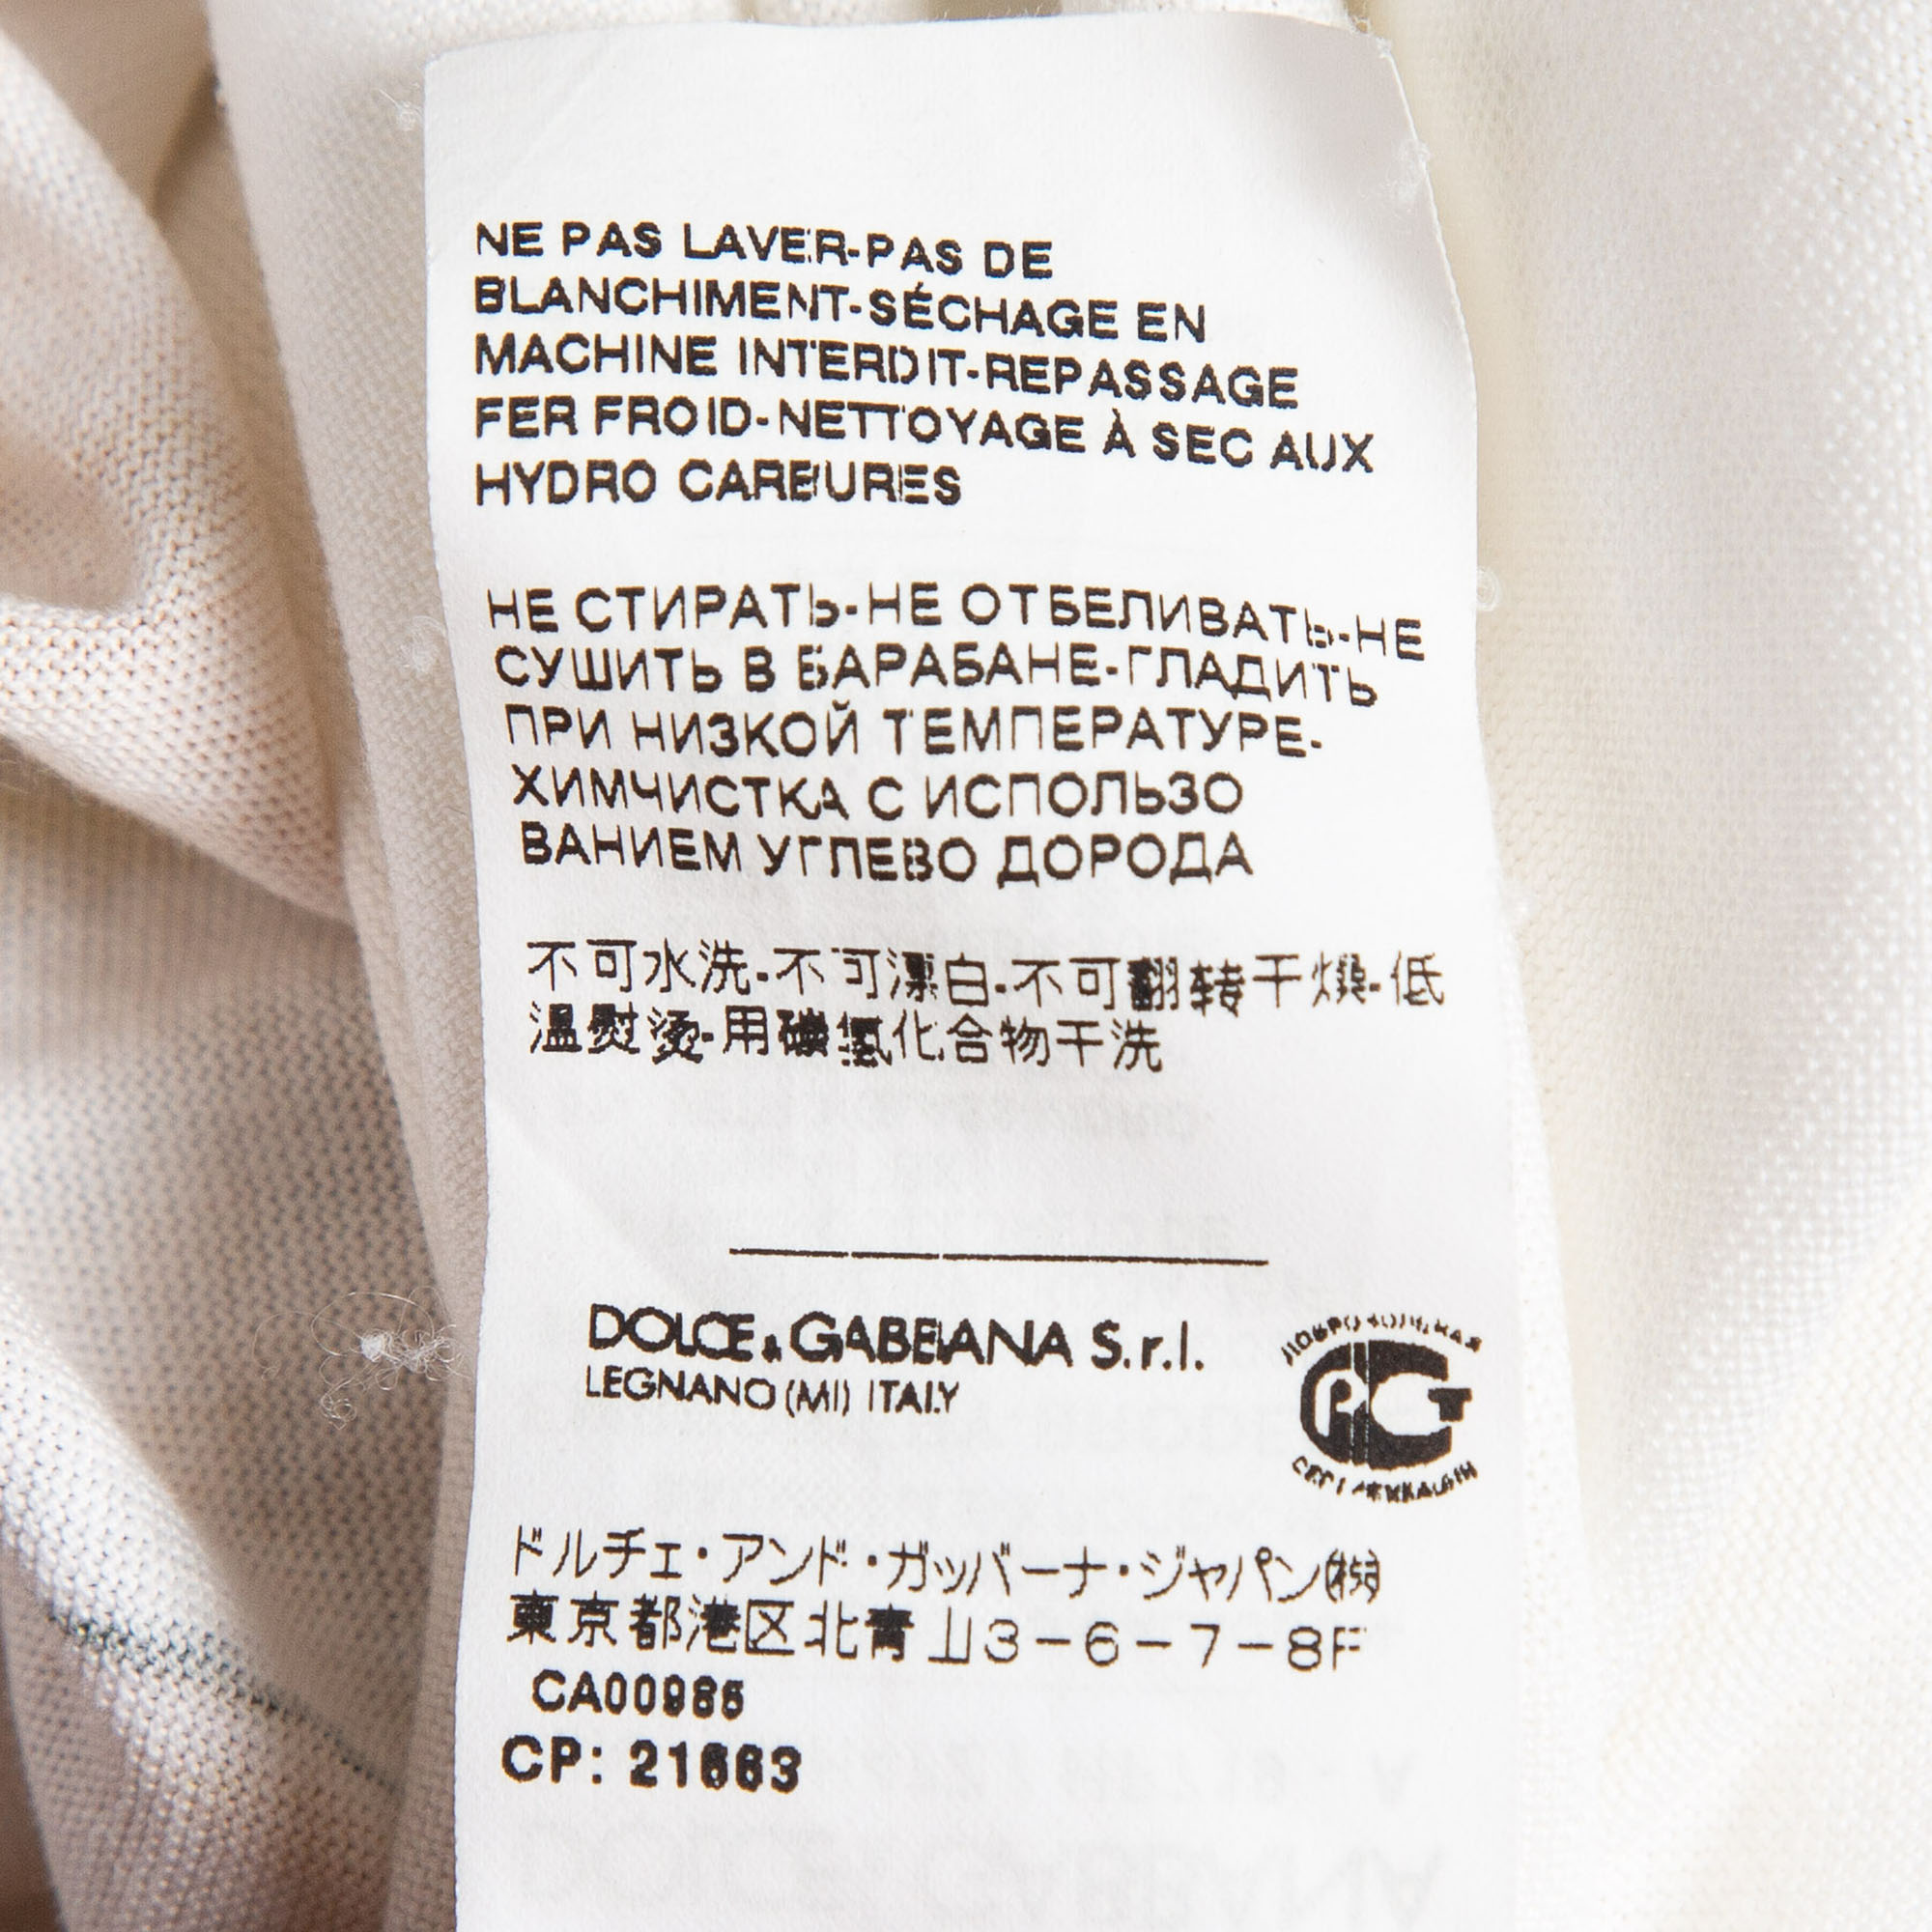 NE PAS LAVER-PAS DE
BLANCHIMENT-SÉCHAGE EN
MACHINE INTERDIT-REPASSAGE
FER FROID-NETTOYAGE À SEC AUX
HYDRO CARBURES
НЕ СТИРАТЬ-НЕ ОТБЕЛИВАТЬ-НЕ
СУШИТЬ В БАРАБАНЕ-ГЛАДИТЬ
ПРИ НИЗКОЙ ТЕМПЕРАТУРЕ-
ХИМЧИСТКА С ИСПОЛЬЗО
ВАНИЕМ УГЛЕВО ДОРОДА
不可水洗-不可漂白-不可翻转干燥-低
温熨烫-用碳氢化合物干洗
DOLCE & GABBANA S.r.l.
LEGNANO (MI) ITALY
ドルチェ・アンド・ガッバーナ・ジャパン㈱
東京都港区北青山3-6-7-8F
CA00985
CP: 21663